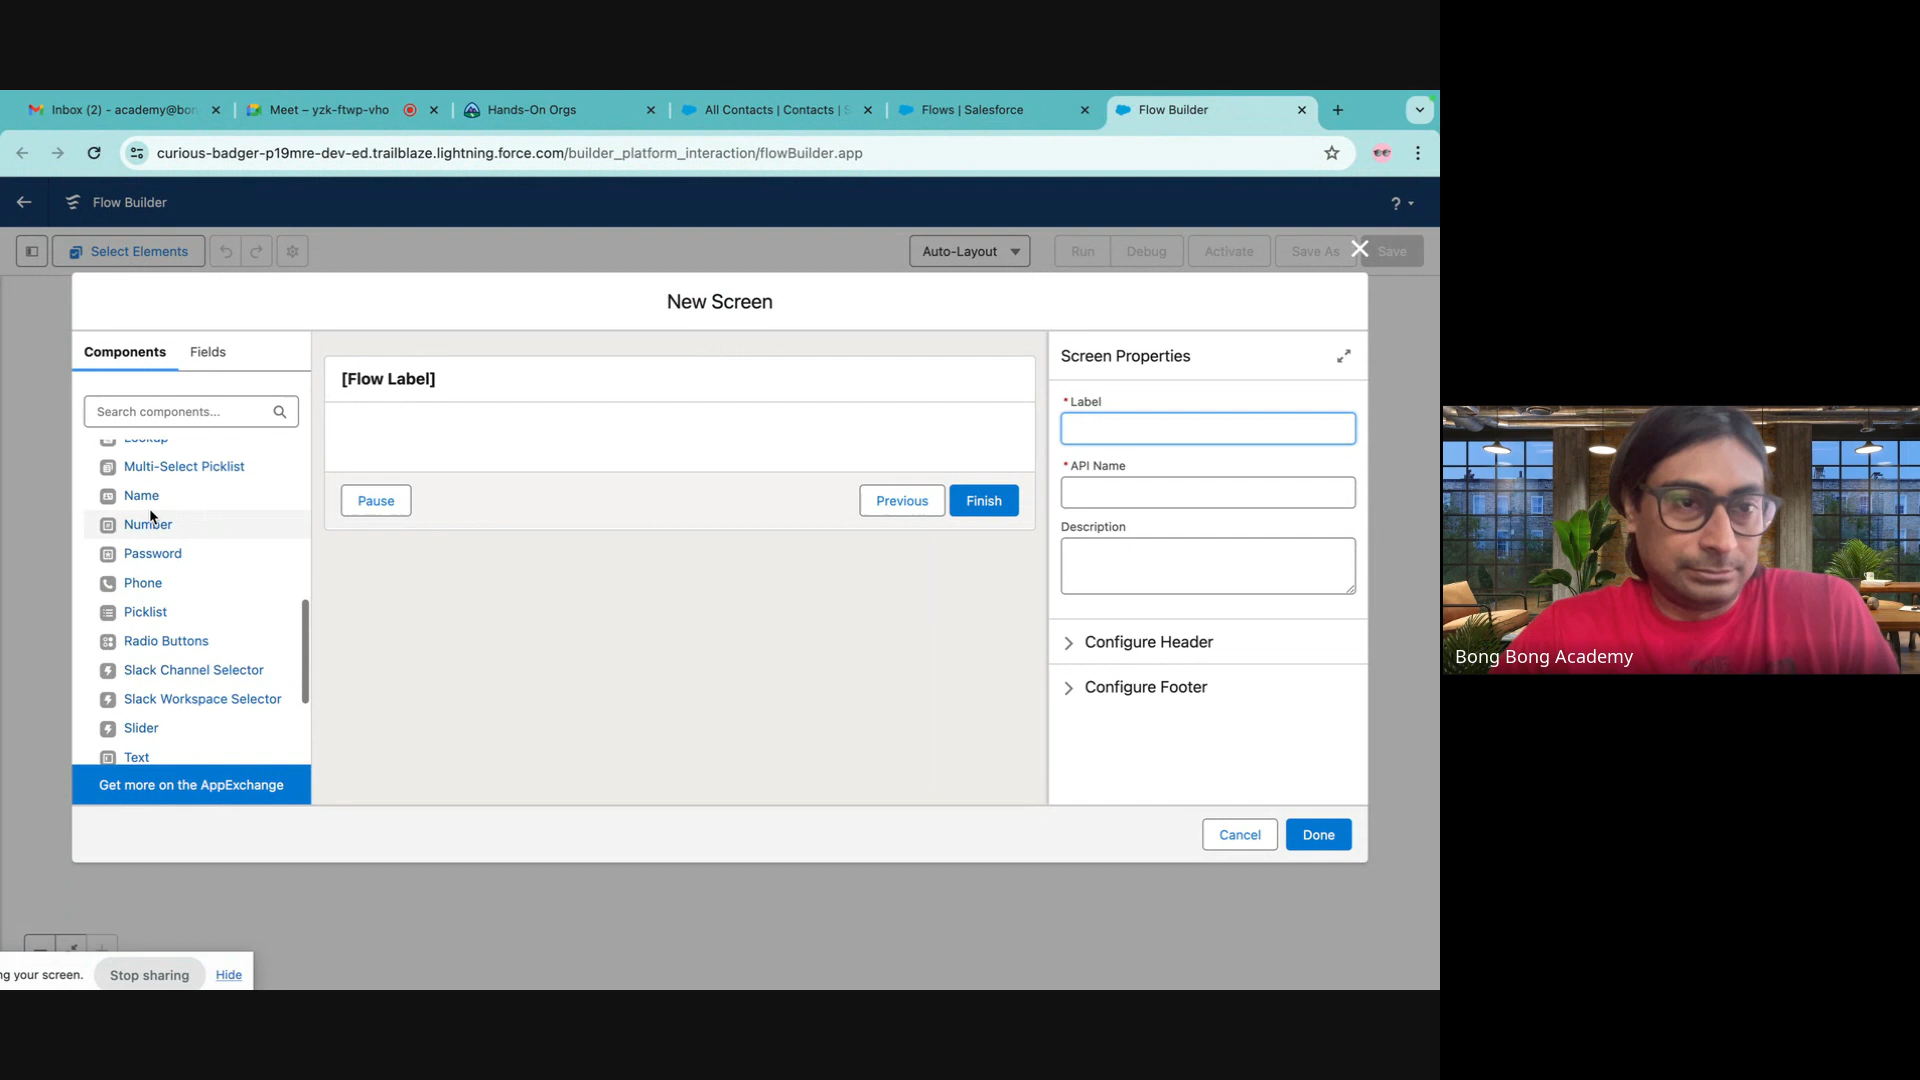 Inbox (2) - academy@bon
Meet – yzk-ftwp-vho
Hands-On Orgs
All Contacts | Contacts | S
Flows | Salesforce
Flow Builder
curious-badger-p19mre-dev-ed.trailblaze.lightning.force.com/builder_platform_interaction/flowBuilder.app
Flow Builder
?
Select Elements
Auto-Layout
Run
Debug
Activate
Save As
Save
New Screen
Components
Fields
Search components...
Lookup
Multi-Select Picklist
Name
Number
Password
Phone
Picklist
Radio Buttons
Slack Channel Selector
Slack Workspace Selector
Slider
Text
Get more on the AppExchange
[Flow Label]
Pause
Previous
Finish
Screen Properties
* Label
* API Name
Description
Configure Header
Configure Footer
Cancel
Done
ng your screen.
Stop sharing
Hide
Bong Bong Academy